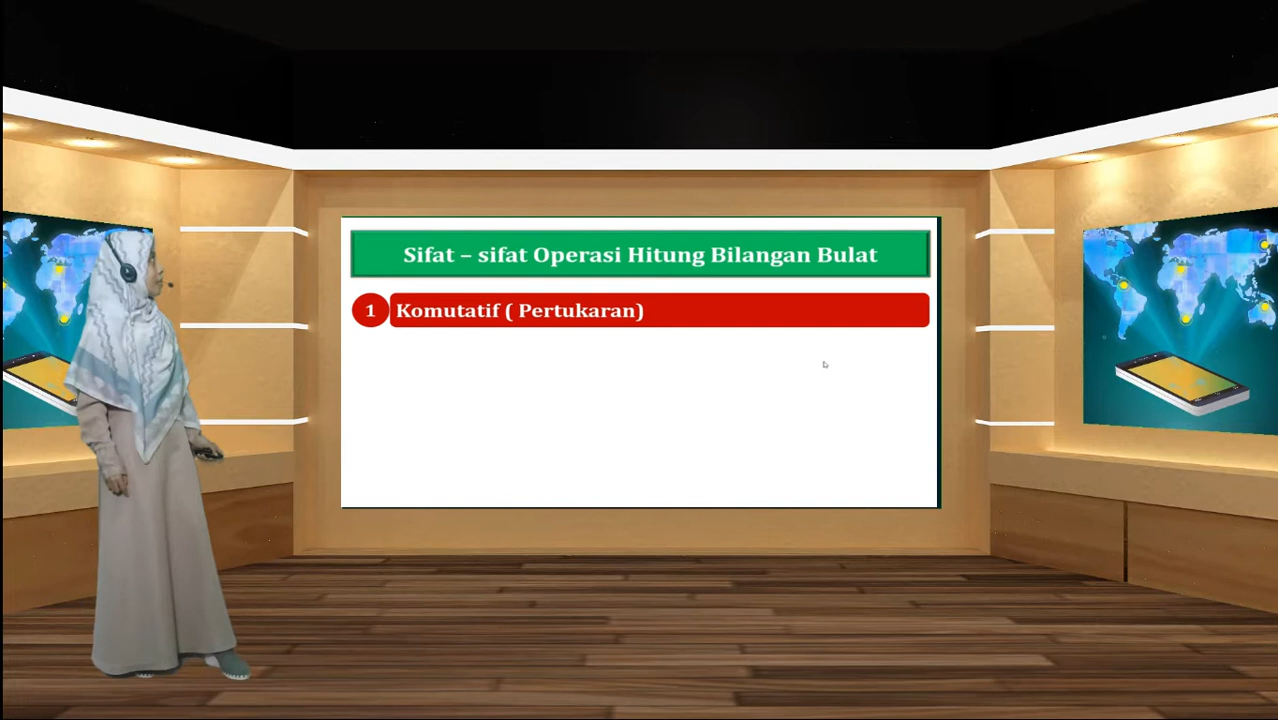 Sifat – sifat Operasi Hitung Bilangan Bulat
1 Komutatif ( Pertukaran)